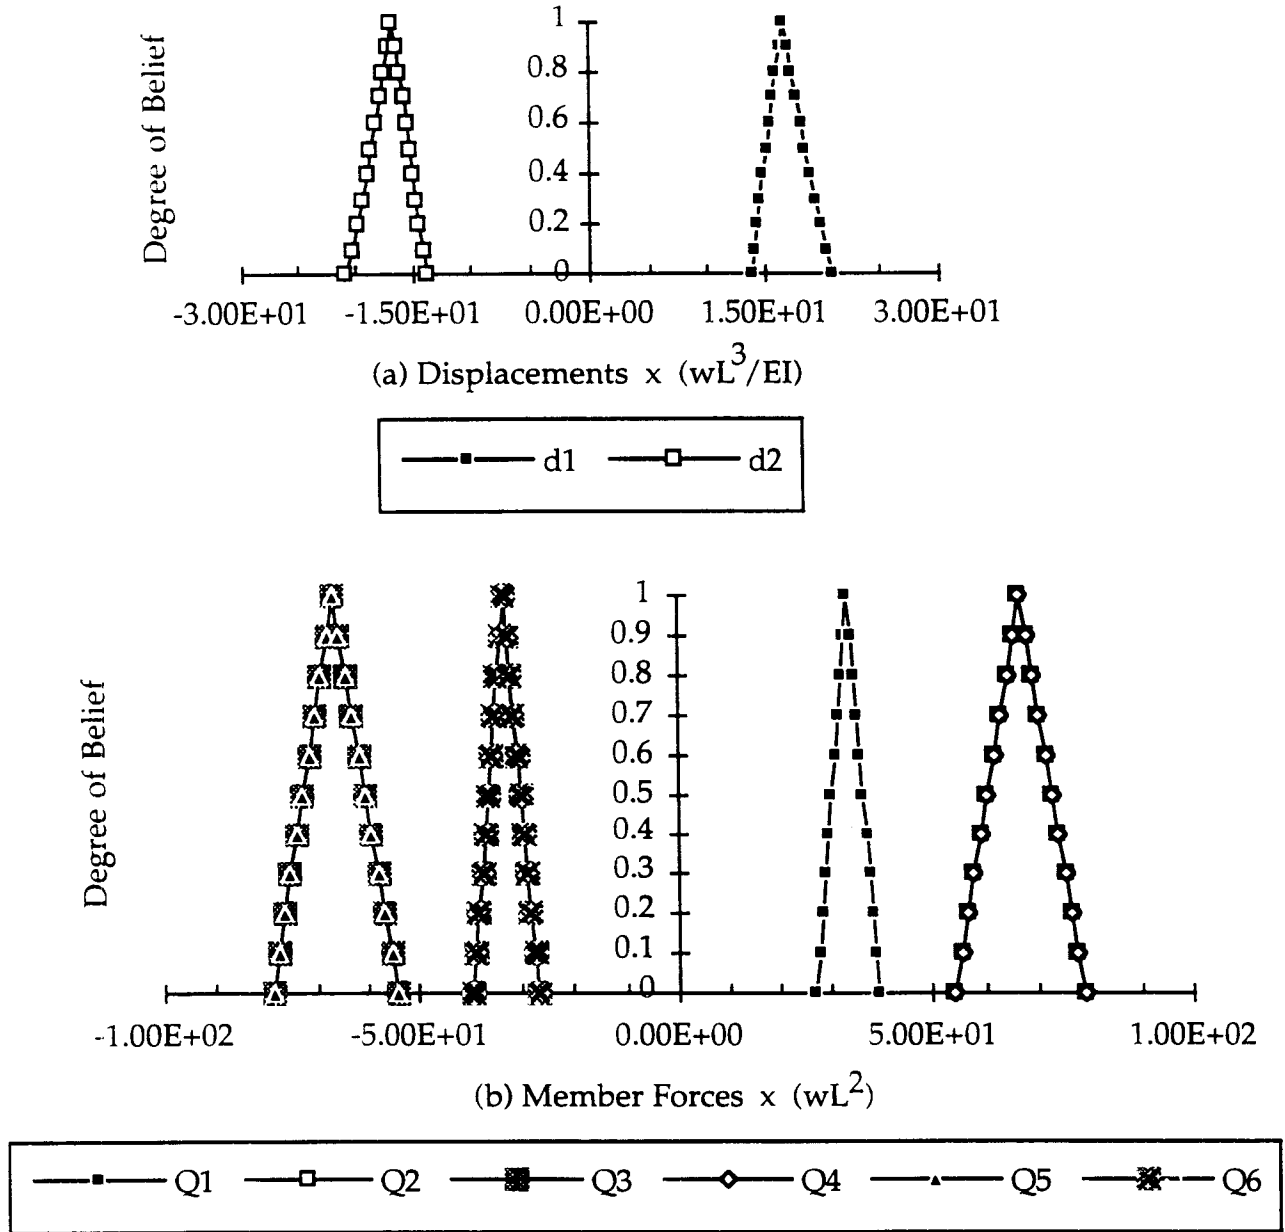 Degree of Belief
1
0.8
0.6
0.4
0.2
0
-3.00E+01 -1.50E+01 0.00E+00 1.50E+01 3.00E+01
(a) Displacements x (wL^3/EI)
d1 d2
Degree of Belief
1
0.9
0.8
0.7
0.6
0.5
0.4
0.3
0.2
0.1
0
-1.00E+02 -5.00E+01 0.00E+00 5.00E+01 1.00E+02
(b) Member Forces x (wL^2)
Q1 Q2 Q3 Q4 Q5 Q6